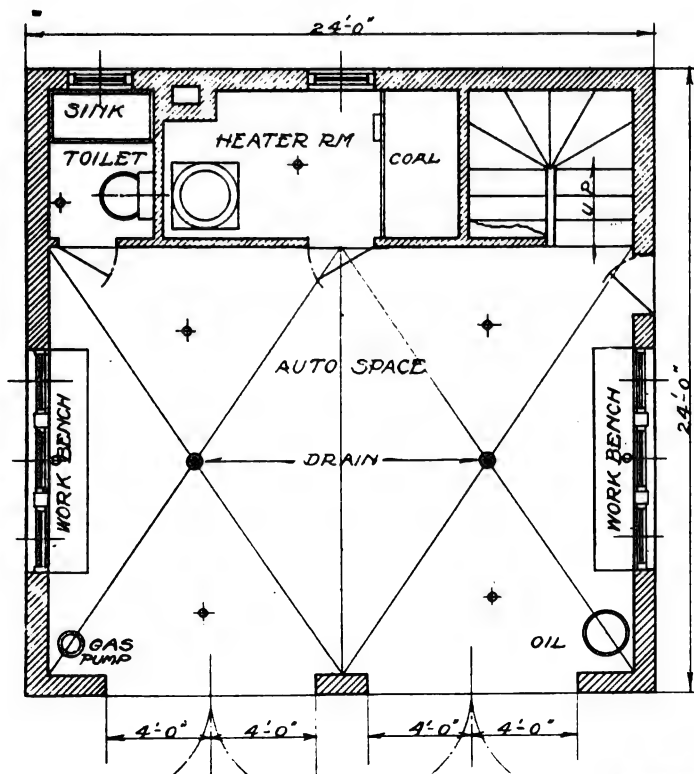 24'-0"
SINK
TOILET
HEATER RM
COAL
UP
AUTO SPACE
24'-0"
WORK BENCH
DRAIN
WORK BENCH
GAS
PUMP
OIL
4'-0"
4'-0"
4'-0"
4'-0"